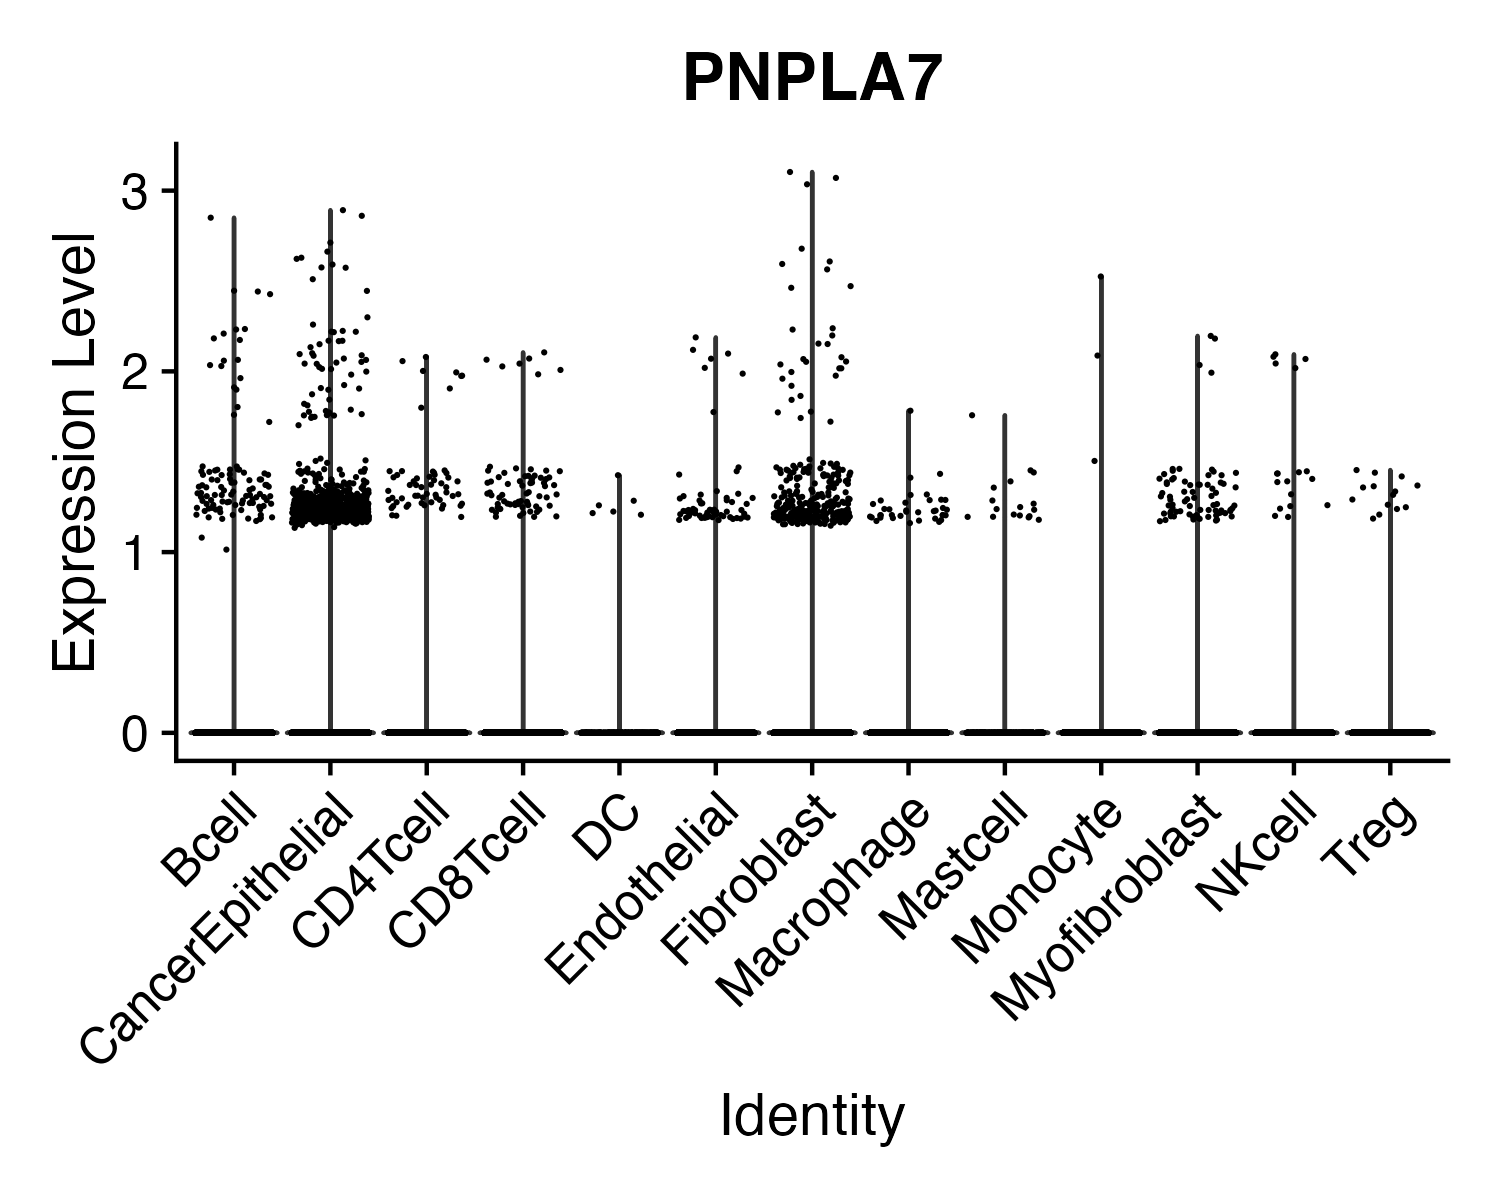 PNPLA7
Expression Level
3
2
1
0
Bcell
CancerEpithelial
CD4Tcell
CD8Tcell
DC
Endothelial
Fibroblast
Macrophage
Mastcell
Monocyte
Myofibroblast
NKcell
Treg
Identity